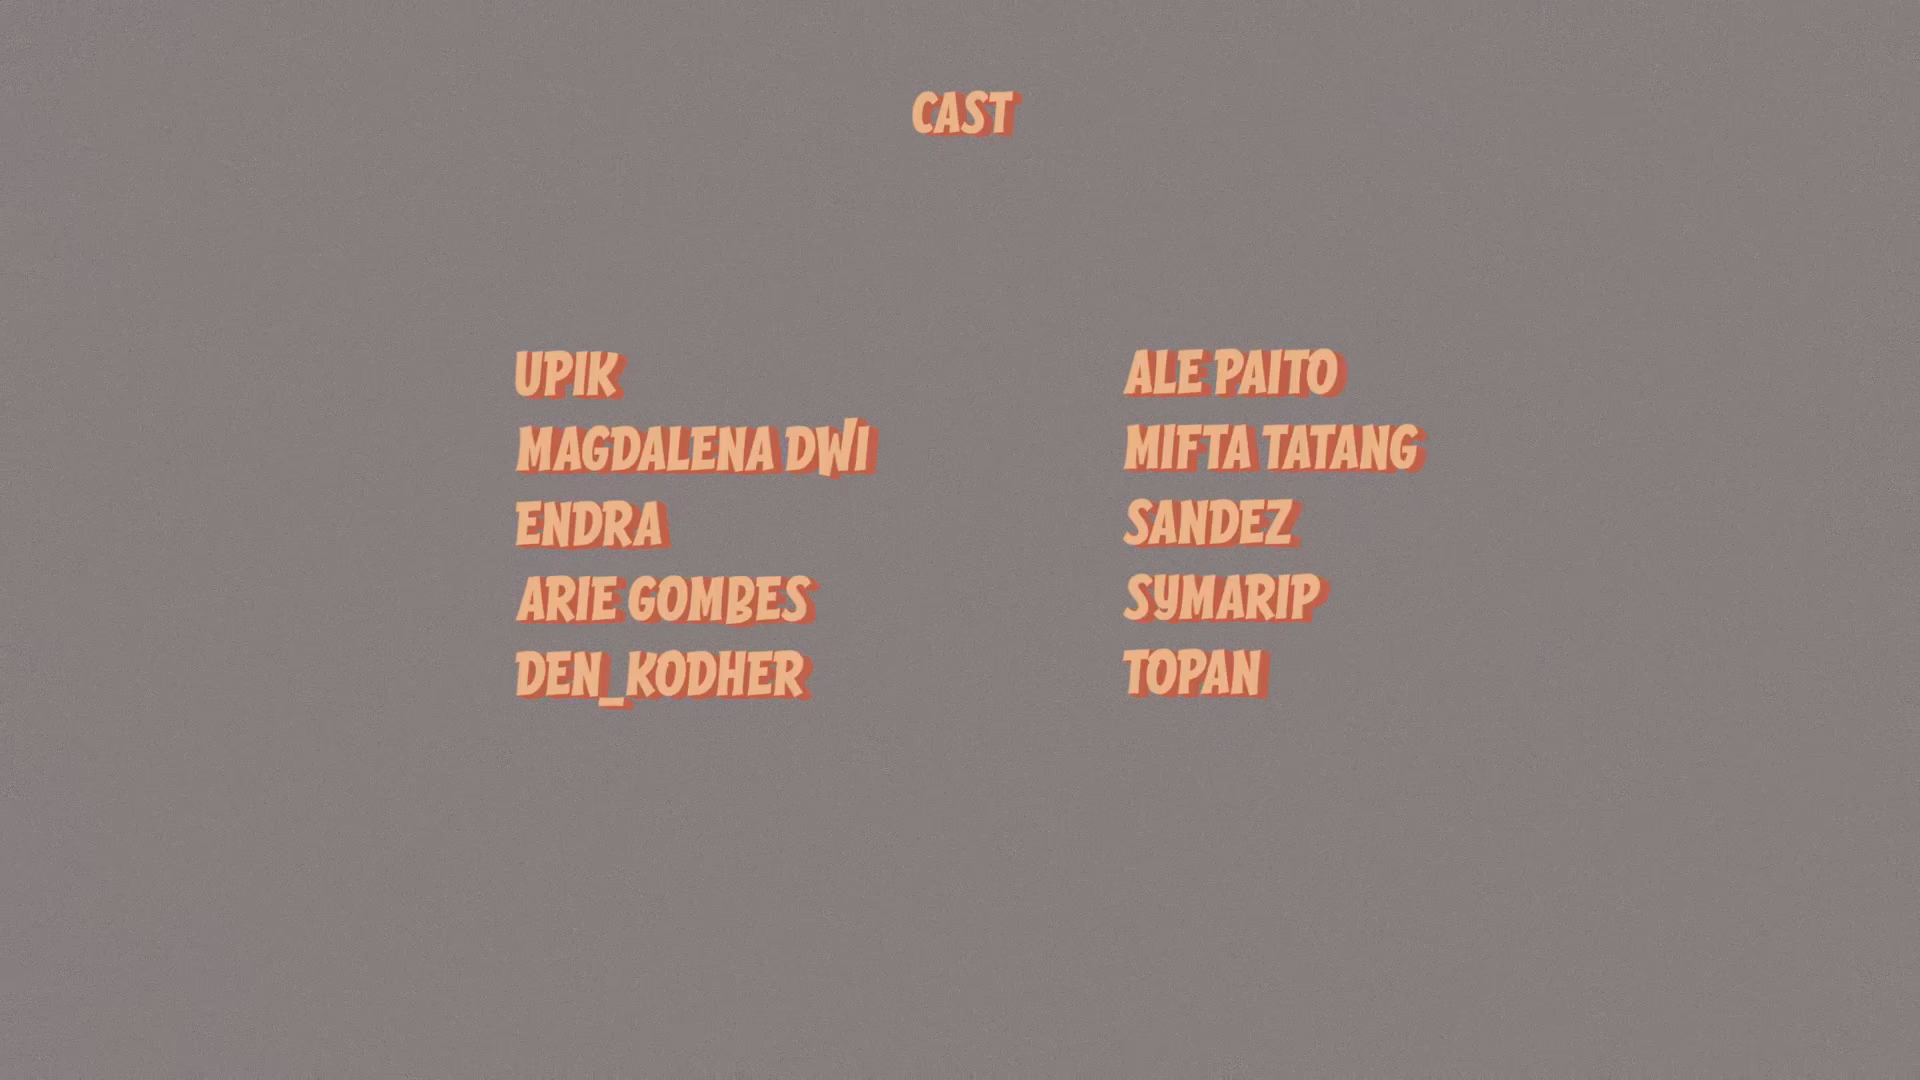 CAST
UPIK
MAGDALENA DWI
ENDRA
ARIE GOMBES
DEN_KODHER
ALE PAITO
MIFTA TATANG
SANDEZ
SYMARIP
TOPAN